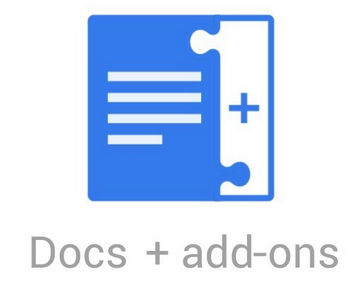 +
Docs + add-ons